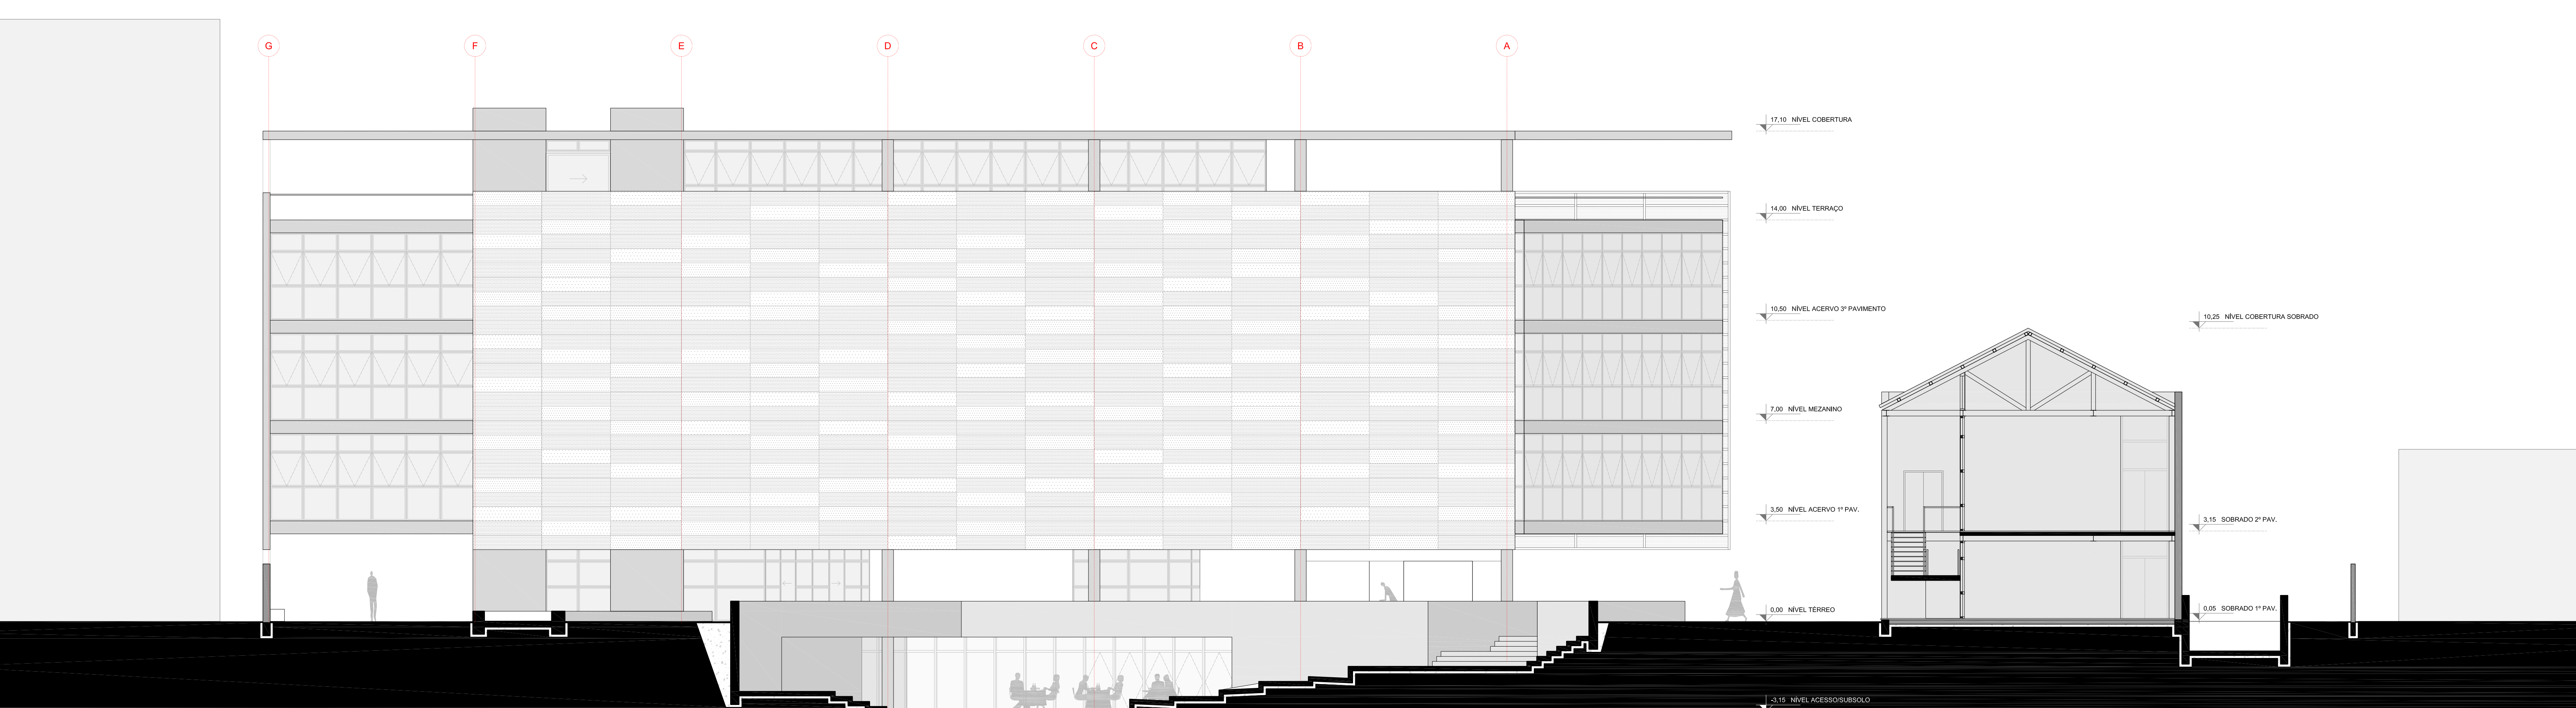 G F E D C B A
17,10 NÍVEL COBERTURA
14,00 NÍVEL TERRAÇO
10,50 NÍVEL ACERVO 3º PAVIMENTO
10,25 NÍVEL COBERTURA SOBRADO
7,00 NÍVEL MEZANINO
3,50 NÍVEL ACERVO 1º PAV.
3,15 SOBRADO 2º PAV.
0,00 NÍVEL TÉRREO
0,05 SOBRADO 1º PAV.
-3,15 NÍVEL ACESSO/SUBSOLO